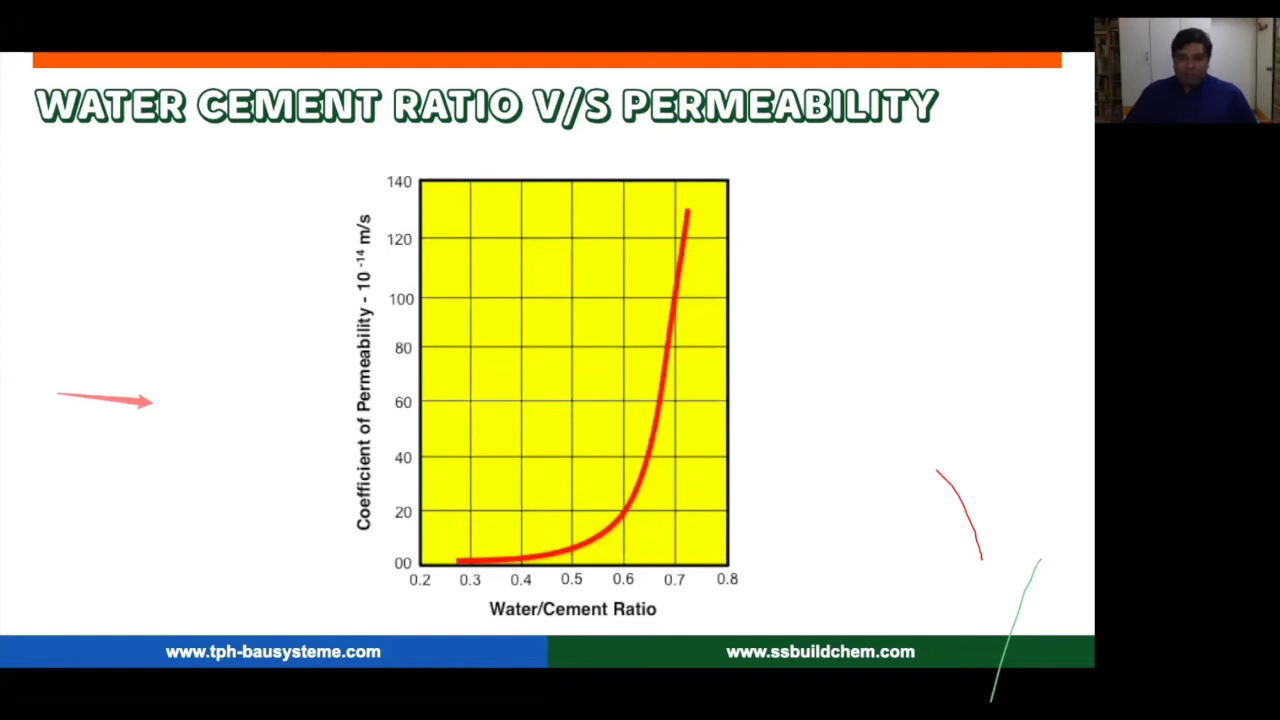 WATER CEMENT RATIO V/S PERMEABILITY
Coefficient of Permeability - 10 -14 m/s
140
120
100
80
60
40
20
00
0.2 0.3 0.4 0.5 0.6 0.7 0.8
Water/Cement Ratio
www.tph-bausysteme.com
www.ssbuildchem.com